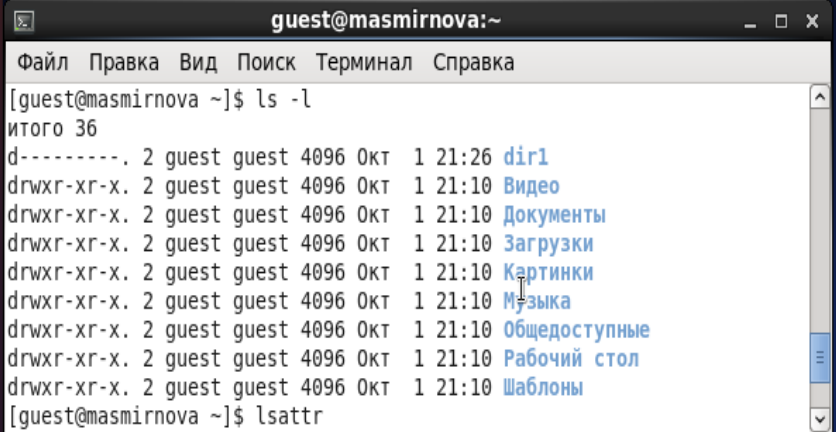 guest@masmirnova:~
Файл Правка Вид Поиск Терминал Справка
[guest@masmirnova ~]$ ls -l
итого 36
d---------. 2 guest guest 4096 Окт  1 21:26 dir1
drwxr-xr-x. 2 guest guest 4096 Окт  1 21:10 Видео
drwxr-xr-x. 2 guest guest 4096 Окт  1 21:10 Документы
drwxr-xr-x. 2 guest guest 4096 Окт  1 21:10 Загрузки
drwxr-xr-x. 2 guest guest 4096 Окт  1 21:10 Картинки
drwxr-xr-x. 2 guest guest 4096 Окт  1 21:10 Музыка
drwxr-xr-x. 2 guest guest 4096 Окт  1 21:10 Общедоступные
drwxr-xr-x. 2 guest guest 4096 Окт  1 21:10 Рабочий стол
drwxr-xr-x. 2 guest guest 4096 Окт  1 21:10 Шаблоны
[guest@masmirnova ~]$ lsattr